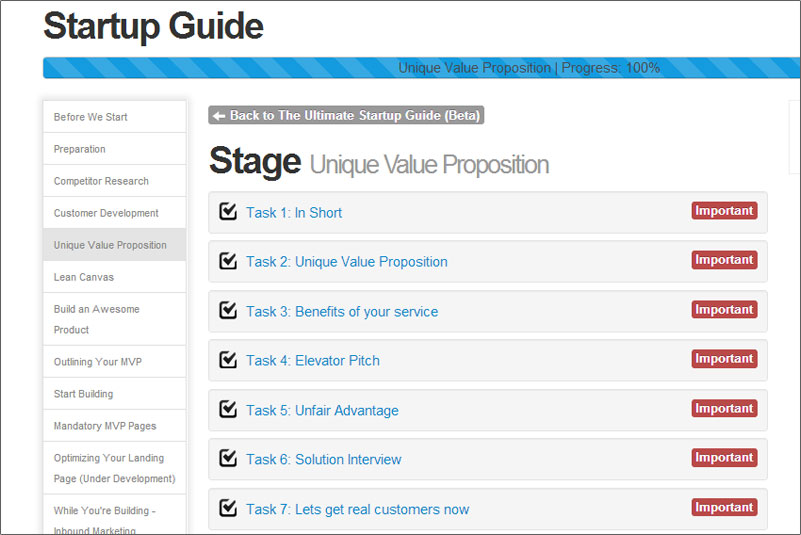 Startup Guide
Unique Value Proposition | Progress: 100%
Before We Start
Preparation
Competitor Research
Customer Development
Unique Value Proposition
Lean Canvas
Build an Awesome
Product
Outlining Your MVP
Start Building
Mandatory MVP Pages
Optimizing Your Landing
Page (Under Development)
While You're Building -
Inbound Marketing
Back to The Ultimate Startup Guide (Beta)
Stage Unique Value Proposition
Task 1: In Short Important
Task 2: Unique Value Proposition Important
Task 3: Benefits of your service Important
Task 4: Elevator Pitch Important
Task 5: Unfair Advantage Important
Task 6: Solution Interview Important
Task 7: Lets get real customers now Important